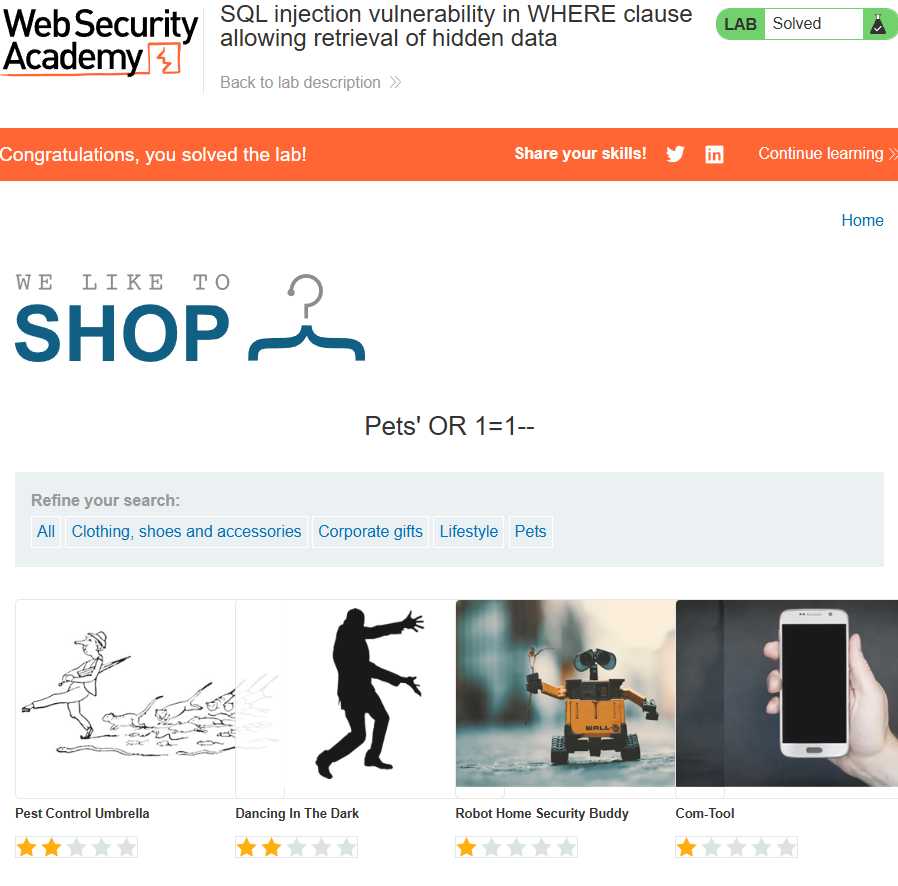 Web Security
Academy
SQL injection vulnerability in WHERE clause
allowing retrieval of hidden data
LAB Solved
Back to lab description
Congratulations, you solved the lab!
Share your skills!
Continue learning
Home
WE LIKE TO
SHOP
Pets' OR 1=1--
Refine your search:
All Clothing, shoes and accessories Corporate gifts Lifestyle Pets
WALL·E
Pest Control Umbrella Dancing In The Dark Robot Home Security Buddy Com-Tool